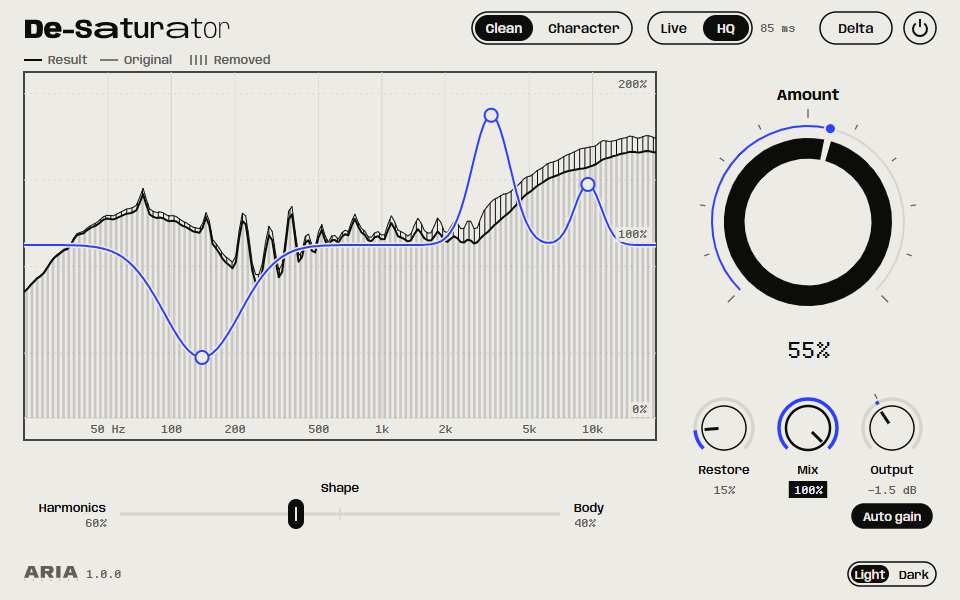 De-Saturator
Clean Character Live HQ 85 ms Delta
Result Original Removed
200%
100%
0%
50 Hz 100 200 500 1k 2k 5k 10k
Amount
55%
Restore Mix Output
15% 100% -1.5 dB
Auto gain
Shape
Harmonics Body
60% 40%
ARIA 1.0.0
Light Dark